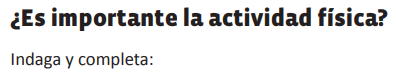 ¿Es importante la actividad física?
Indaga y completa: